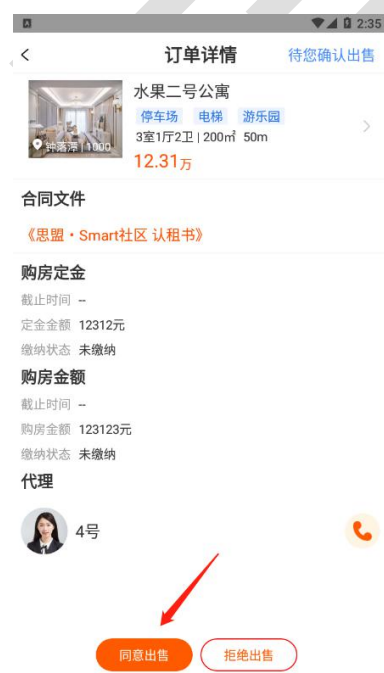 2:35
订单详情
待您确认出售
水果二号公寓
停车场 电梯 游乐园
3室1厅2卫 | 200㎡ 50m
钟落潭 | 1000
12.31万
合同文件
《思盟・Smart社区 认租书》
购房定金
截止时间 --
定金金额 12312元
缴纳状态 未缴纳
购房金额
截止时间 --
购房金额 123123元
缴纳状态 未缴纳
代理
4号
同意出售
拒绝出售